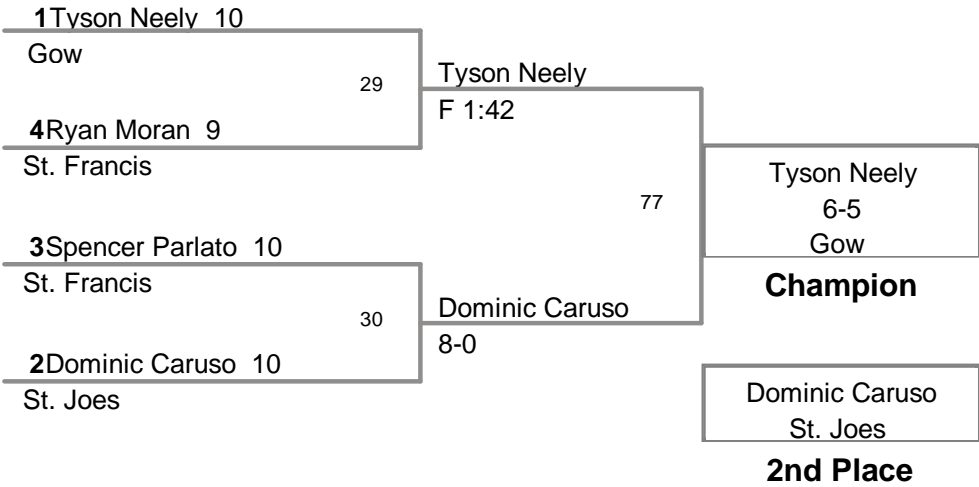 1Tyson Neely 10
Gow
29
Tyson Neely
F 1:42
4Ryan Moran 9
St. Francis
77
Tyson Neely
6-5
Gow
Champion
3Spencer Parlato 10
St. Francis
30
Dominic Caruso
8-0
2Dominic Caruso 10
St. Joes
Dominic Caruso
St. Joes
2nd Place